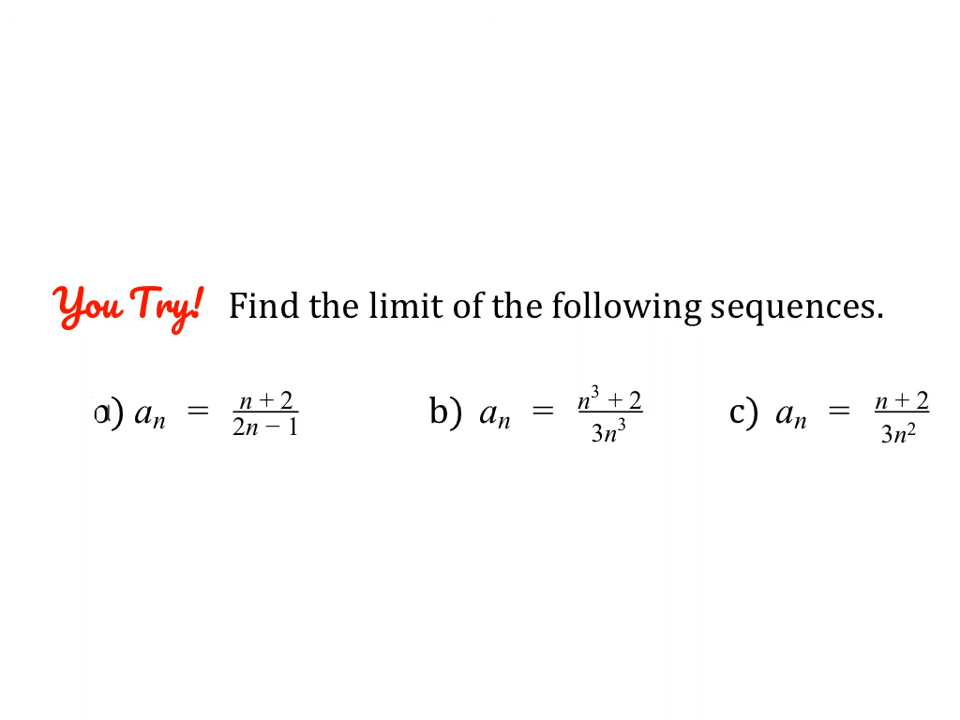 You Try! Find the limit of the following sequences.
a) aₙ = (n + 2)/(2n − 1) b) aₙ = (n³ + 2)/(3n³) c) aₙ = (n + 2)/(3n²)